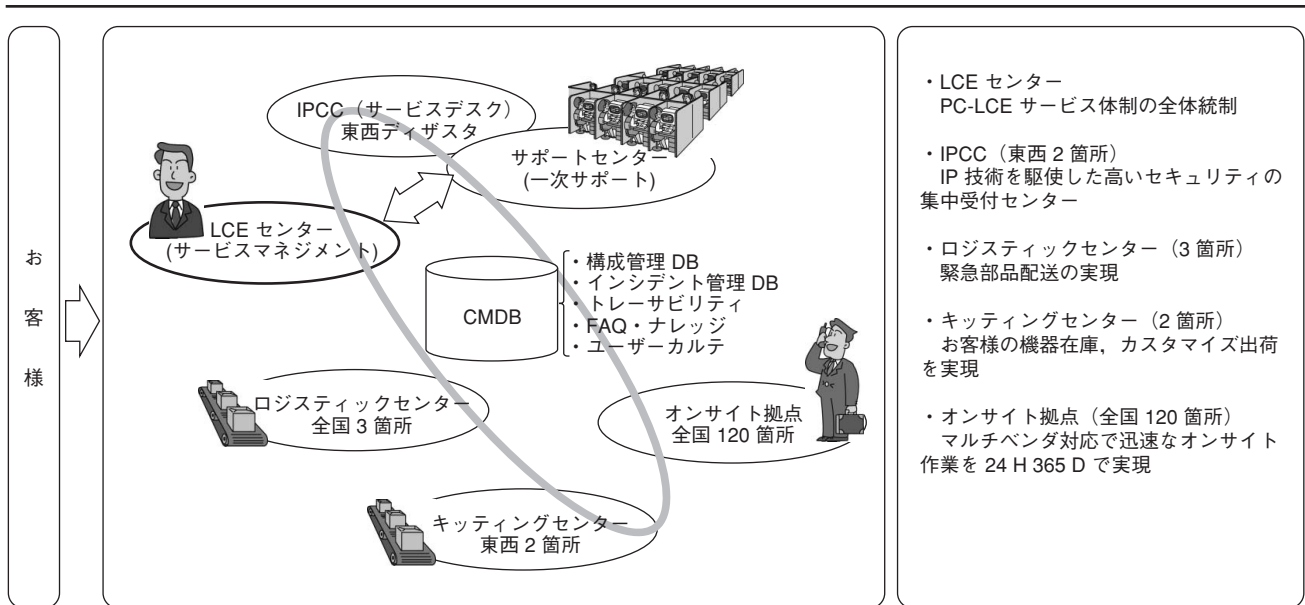 お客様
IPCC（サービスデスク）
東西ディザスタ
サポートセンター
(一次サポート)
LCE センター
(サービスマネジメント)
CMDB
・構成管理 DB
・インシデント管理 DB
・トレーサビリティ
・FAQ・ナレッジ
・ユーザーカルテ
ロジスティックセンター
全国 3 箇所
オンサイト拠点
全国 120 箇所
キッティングセンター
東西 2 箇所
・LCE センター
PC-LCE サービス体制の全体統制
・IPCC（東西 2 箇所）
IP 技術を駆使した高いセキュリティの
集中受付センター
・ロジスティックセンター（3 箇所）
緊急部品配送の実現
・キッティングセンター（2 箇所）
お客様の機器在庫，カスタマイズ出荷
を実現
・オンサイト拠点（全国 120 箇所）
マルチベンダ対応で迅速なオンサイト
作業を 24 H 365 D で実現